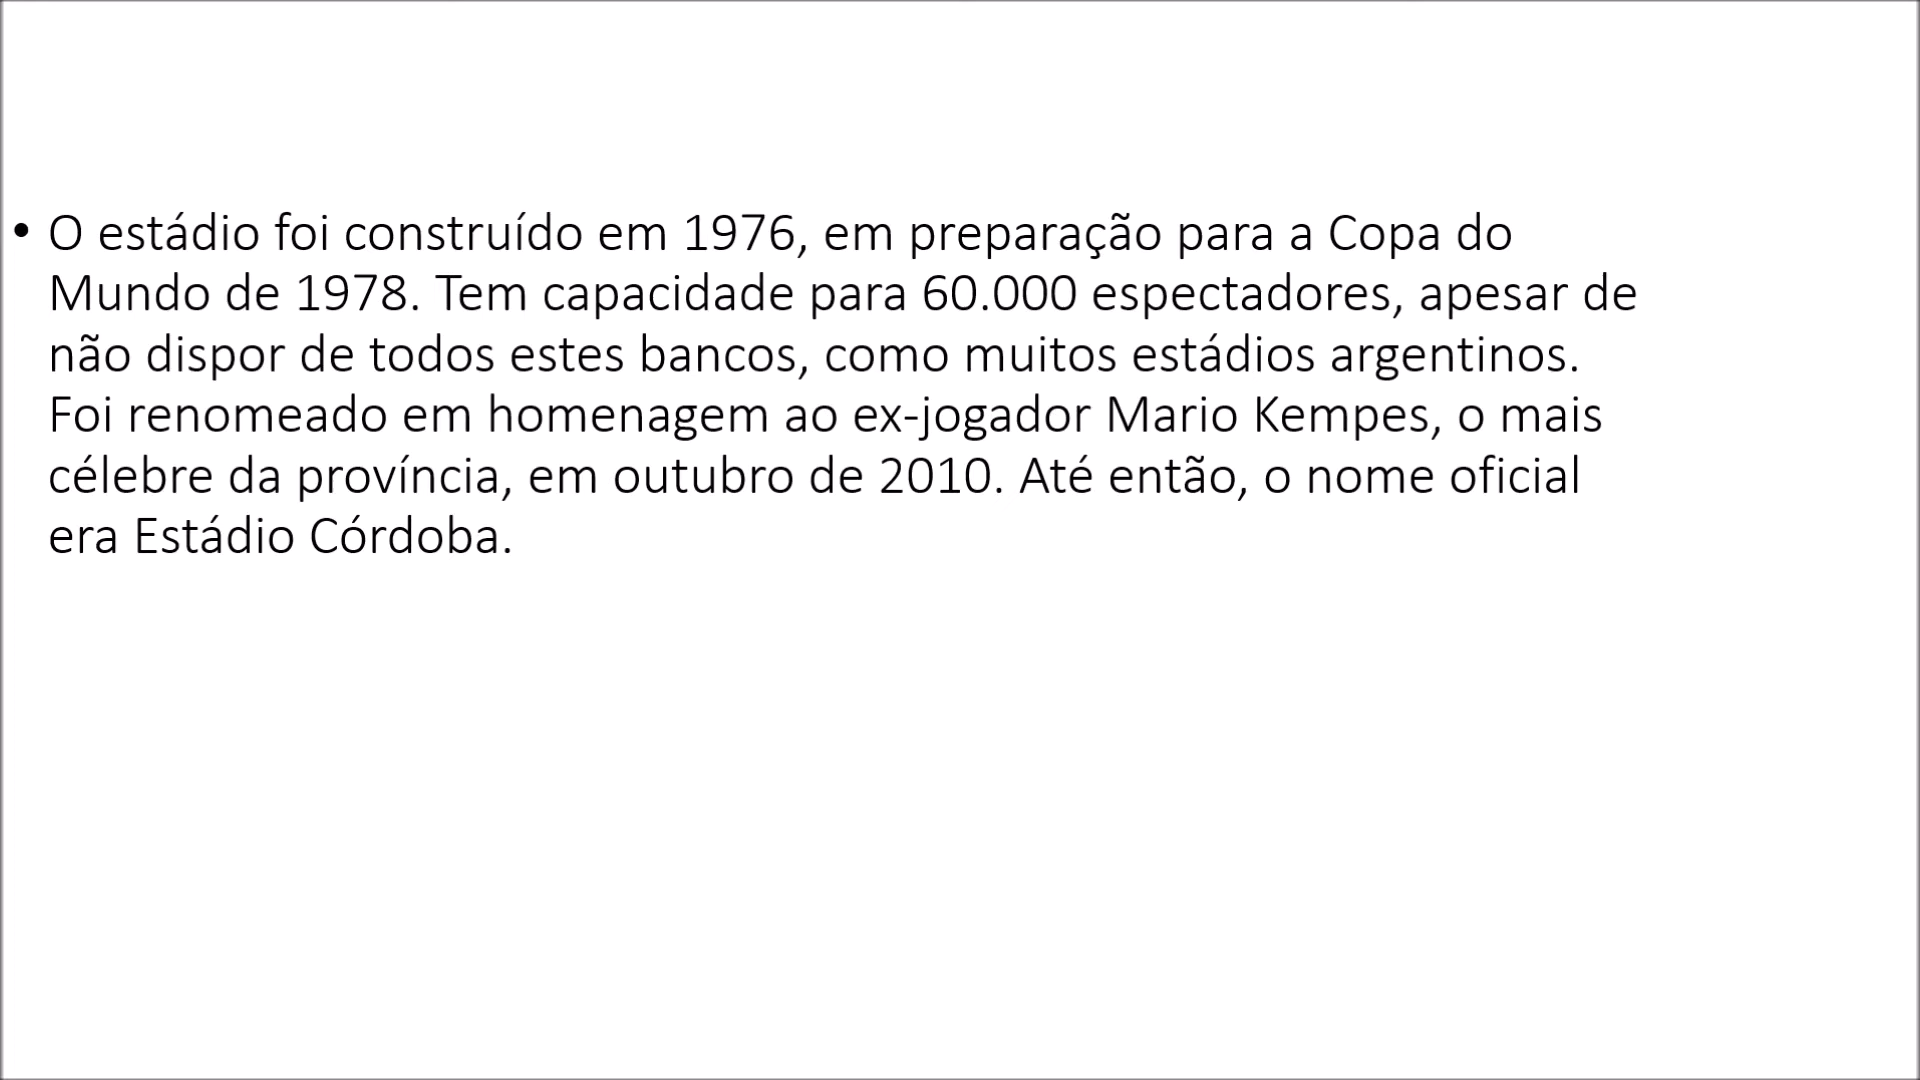 • O estádio foi construído em 1976, em preparação para a Copa do
Mundo de 1978. Tem capacidade para 60.000 espectadores, apesar de
não dispor de todos estes bancos, como muitos estádios argentinos.
Foi renomeado em homenagem ao ex-jogador Mario Kempes, o mais
célebre da província, em outubro de 2010. Até então, o nome oficial
era Estádio Córdoba.